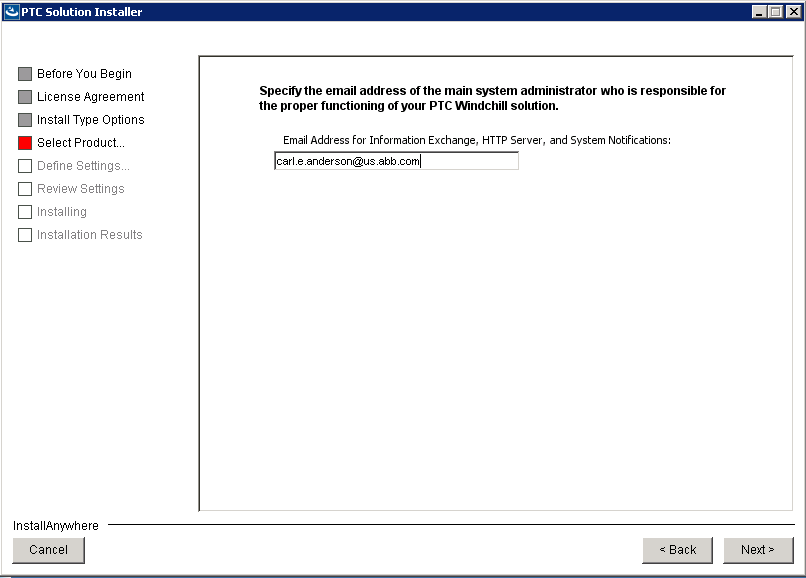 PTC Solution Installer
Before You Begin
License Agreement
Install Type Options
Select Product...
Define Settings...
Review Settings
Installing
Installation Results
Specify the email address of the main system administrator who is responsible for
the proper functioning of your PTC Windchill solution.
Email Address for Information Exchange, HTTP Server, and System Notifications:
carl.e.anderson@us.abb.com
InstallAnywhere
Cancel
< Back
Next >